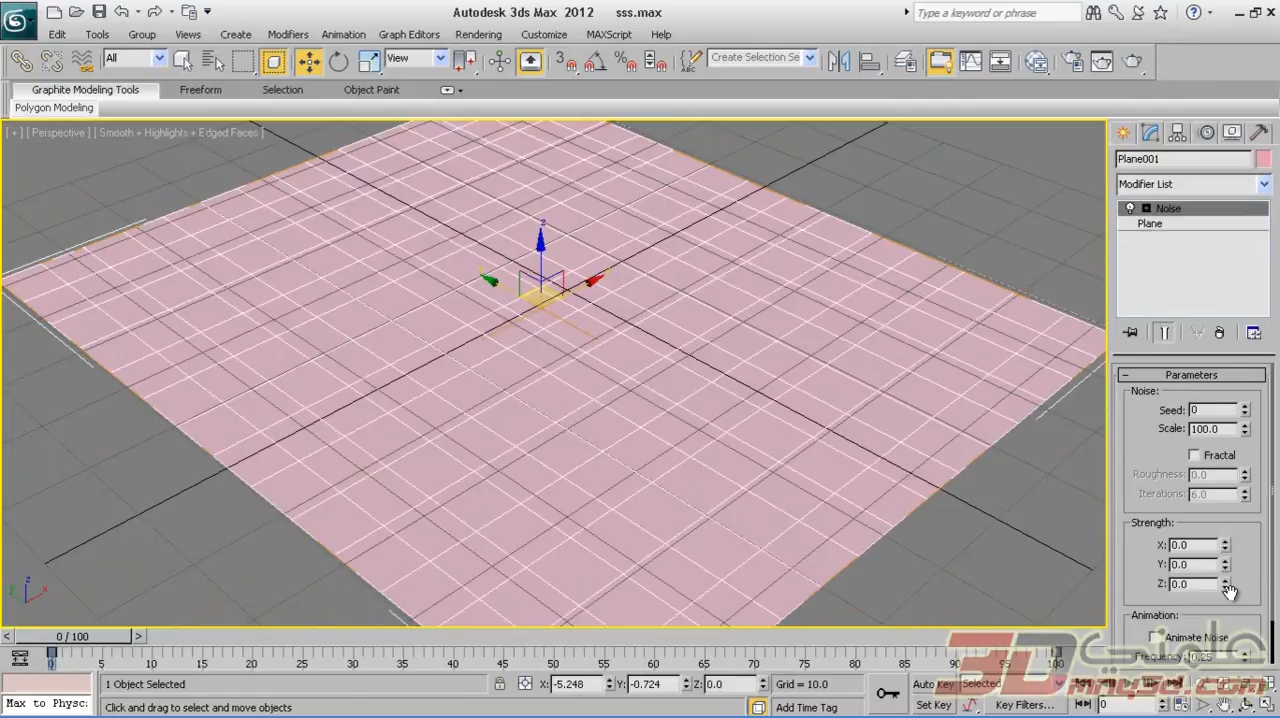 Autodesk 3ds Max 2012 sss.max
Type a keyword or phrase
Edit Tools Group Views Create Modifiers Animation Graph Editors Rendering Customize MAXScript Help
All View Create Selection Se
Graphite Modeling Tools Freeform Selection Object Paint
Polygon Modeling
[ + ] [ Perspective ] [ Smooth + Highlights + Edged Faces ]
Plane001
Modifier List
Noise
Plane
Parameters
Noise:
Seed: 0
Scale: 100.0
Fractal
Roughness: 0.0
Iterations: 6.0
Strength:
X: 0.0
Y: 0.0
Z: 0.0
Animation:
Animate Noise
Frequency: 0.25
z
z
x
0 / 100
0 5 10 15 20 25 30 35 40 45 50 55 60 65 70 75 80 85 90 95 100
1 Object Selected X: -5.248 Y: -0.724 Z: 0.0 Grid = 10.0 Auto Key Selected
Max to Physc: Click and drag to select and move objects Add Time Tag Set Key Key Filters... 0